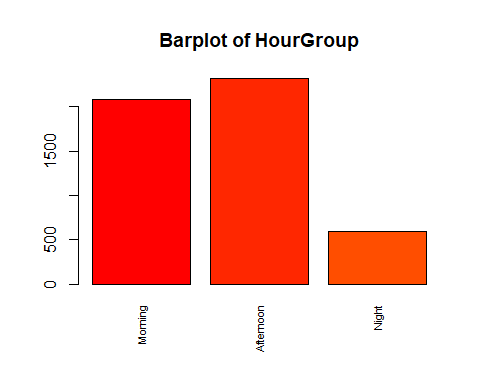 Barplot of HourGroup
1500
500
0
Morning
Afternoon
Night